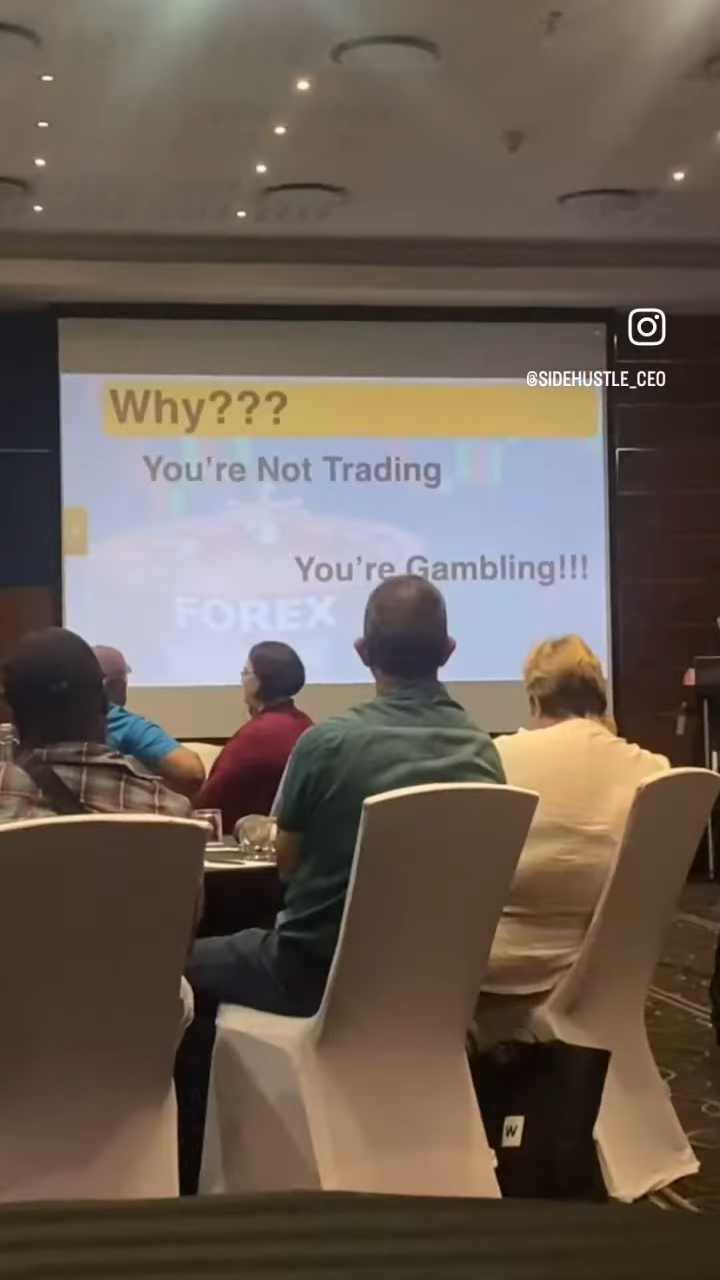 @SIDEHUSTLE_CEO
Why???
You're Not Trading
You're Gambling!!!
FOREX
W